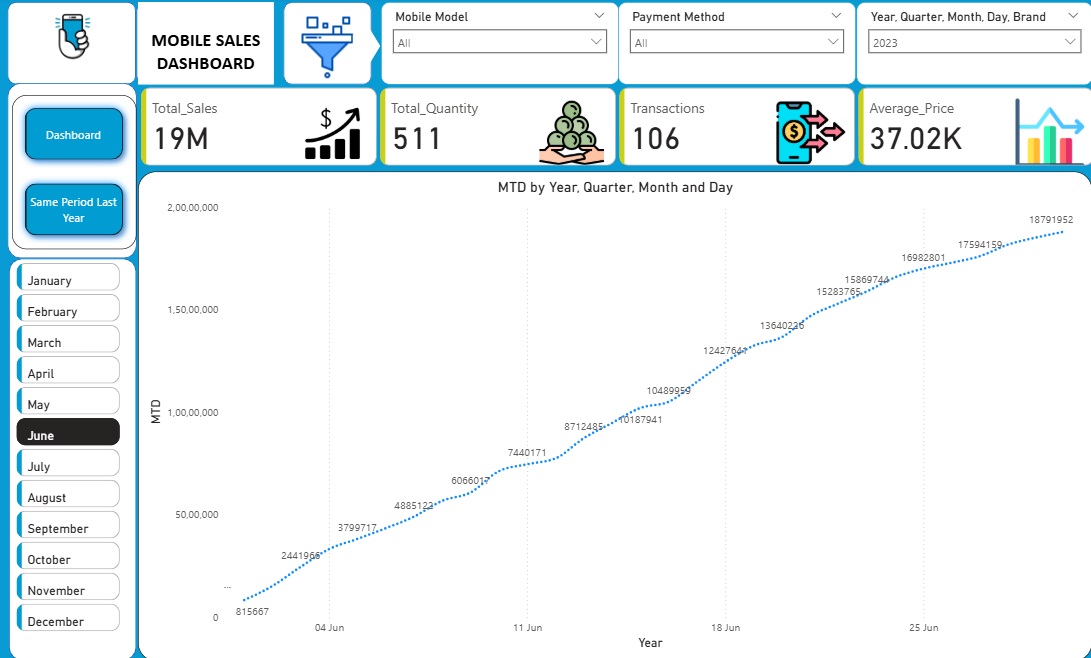 MOBILE SALES
DASHBOARD
Mobile Model
All
Payment Method
All
Year, Quarter, Month, Day, Brand
2023
Dashboard
Same Period Last
Year
Total_Sales
19M
$
Total_Quantity
511
Transactions
106
$
Average_Price
37.02K
January
February
March
April
May
June
July
August
September
October
November
December
MTD by Year, Quarter, Month and Day
MTD
2,00,00,000
1,50,00,000
1,00,00,000
50,00,000
0
...
815667
2441966
3799717
4885122
6066017
7440171
8712485
10187941
10489959
12427641
13640226
15283765
15869744
16982801
17594159
18791952
04 Jun
11 Jun
18 Jun
25 Jun
Year